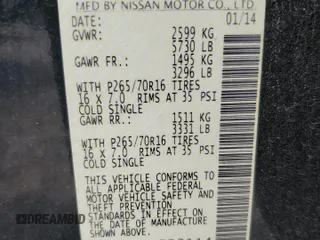 MFD BY NISSAN MOTOR CO., LTD.
DATE: 01/14
GVWR: 2599 KG
5730 LB
GAWR FR.: 1495 KG
3296 LB
WITH P265/70R16 TIRES
16 X 7.0 RIMS AT 35 PSI
COLD SINGLE
GAWR RR.: 1511 KG
3331 LB
WITH P265/70R16 TIRES
16 X 7.0 RIMS AT 35 PSI
COLD SINGLE
THIS VEHICLE CONFORMS TO
ALL APPLICABLE FEDERAL
MOTOR VEHICLE SAFETY AND
THEFT PREVENTION
STANDARDS IN EFFECT ON
THE DATE OF MANUFACTURE
SHOWN ABOVE.
DREAMBID